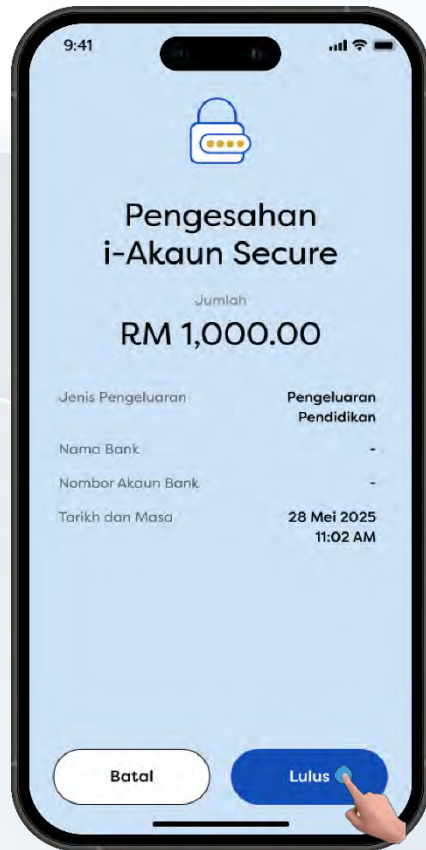 9:41
Pengesahan
i-Akaun Secure
Jumlah
RM 1,000.00
Jenis Pengeluaran Pengeluaran
Pendidikan
Nama Bank -
Nombor Akaun Bank -
Tarikh dan Masa 28 Mei 2025
11:02 AM
Batal Lulus